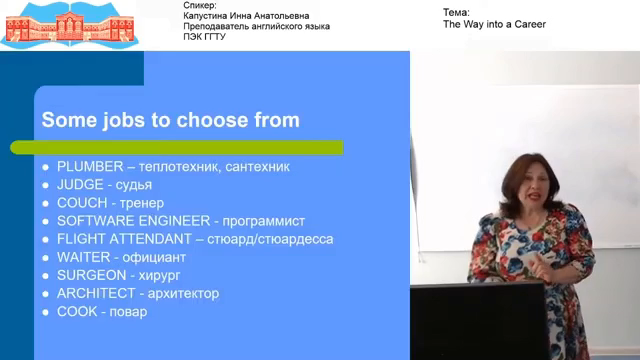 Спикер:
Капустина Инна Анатольевна
Преподаватель английского языка
ПЭК ГГТУ
Тема:
The Way into a Career
Some jobs to choose from
PLUMBER – теплотехник, сантехник
JUDGE - судья
COUCH - тренер
SOFTWARE ENGINEER - программист
FLIGHT ATTENDANT – стюард/стюардесса
WAITER - официант
SURGEON - хирург
ARCHITECT - архитектор
COOK - повар